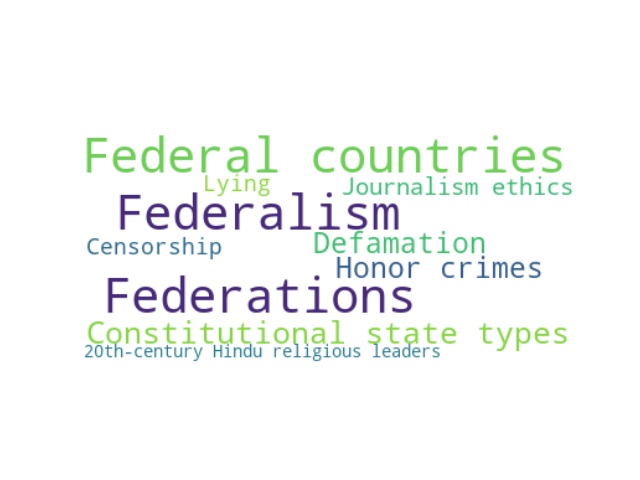 Federal countries
Lying
Journalism ethics
Federalism
Censorship
Defamation
Honor crimes
Federations
Constitutional state types
20th-century Hindu religious leaders